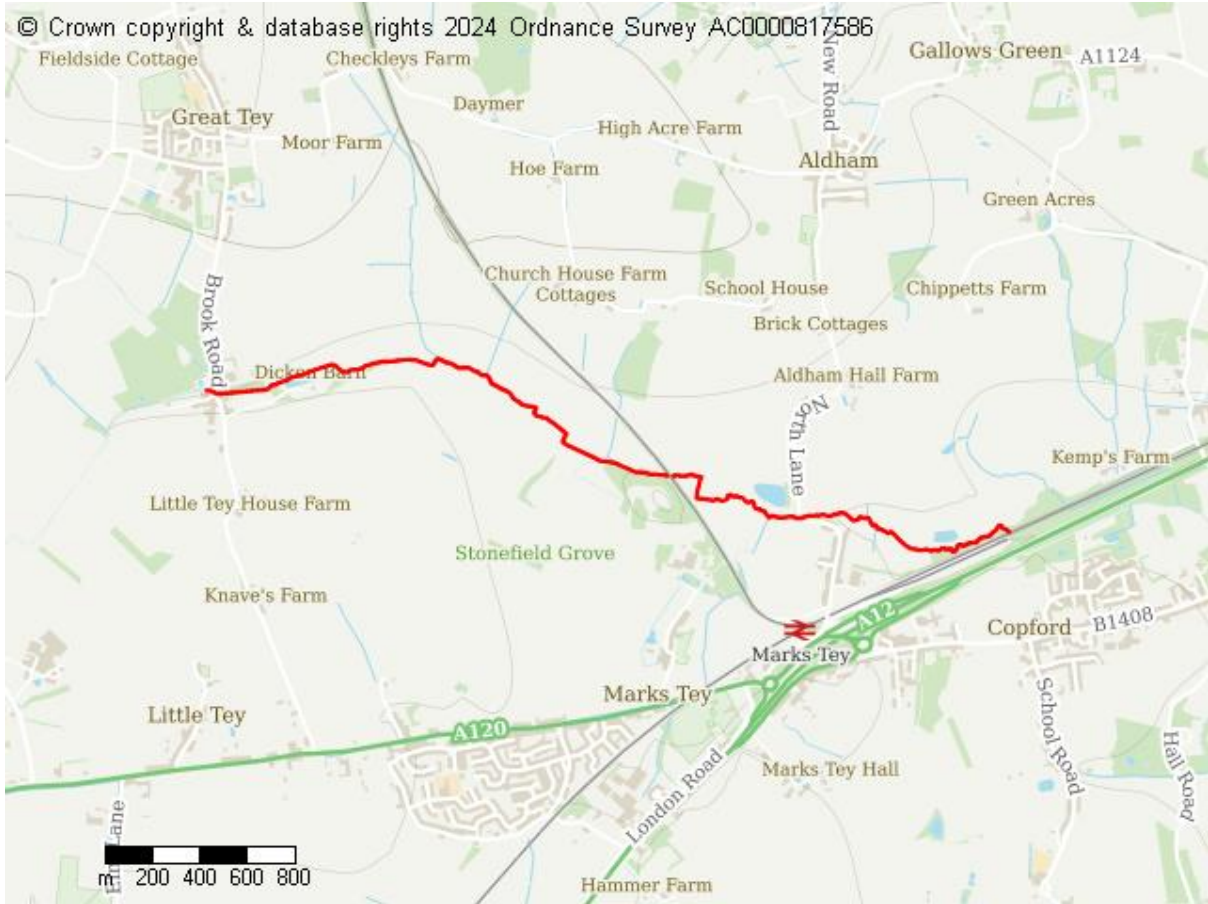 © Crown copyright & database rights 2024 Ordnance Survey AC0000817586
Fieldside Cottage
Checkleys Farm
New Road
Gallows Green
A1124
Great Tey
Daymer
Moor Farm
High Acre Farm
Aldham
Hoe Farm
Green Acres
Brook Road
Church House Farm
Cottages
School House
Chippetts Farm
Brick Cottages
Dicken Barn
Aldham Hall Farm
North Lane
Kemp's Farm
Little Tey House Farm
Stonefield Grove
Knave's Farm
A12
Copford
B1408
Marks Tey
Marks Tey
Little Tey
A120
School Road
London Road
Marks Tey Hall
Hall Road
Lane
m 200 400 600 800
Hammer Farm